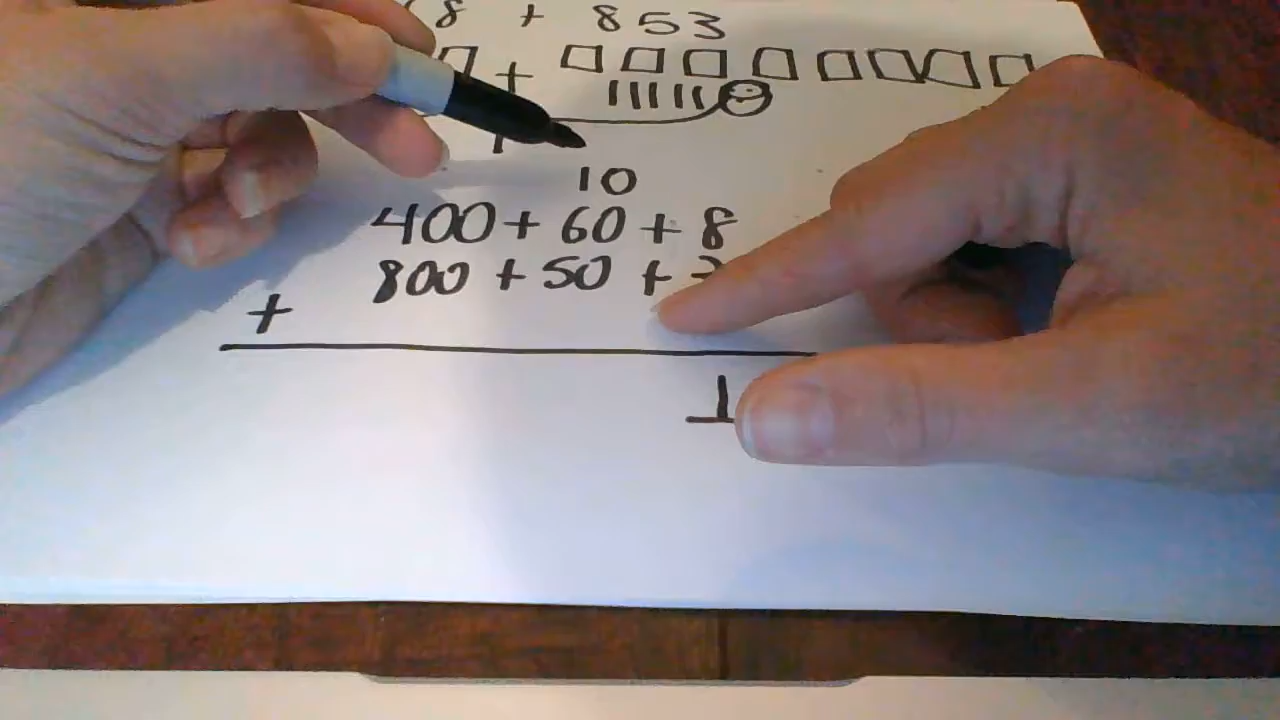 8 + 853
+
10
400 + 60 + 8
800 + 50 +
+
1